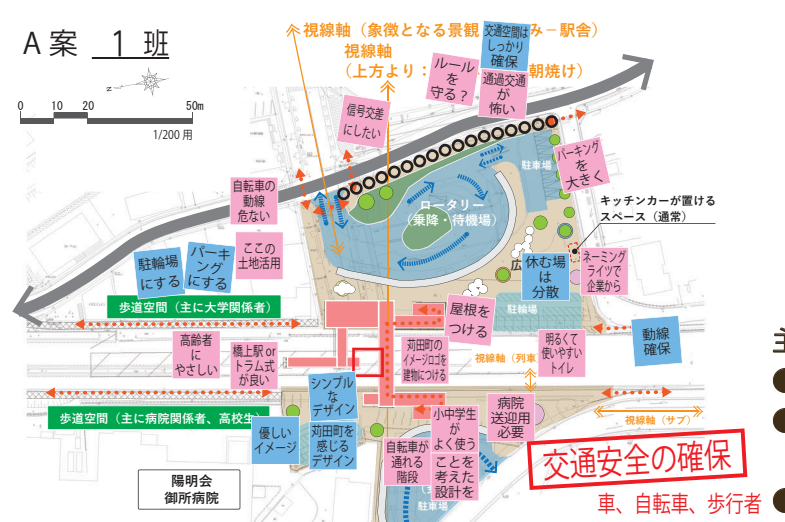 A案 1班
0 10 20 50m
1/200用
視線軸（象徴となる景観
み－駅舎）
視線軸
（上方より：
朝焼け）
交通空間は
しっかり
確保
ルール
を
守る？
通過交通
が
怖い
信号交差
にしたい
パーキング
を
大きく
駐車場
自転車の
動線
危ない
ロータリー
（乗降・待機場）
キッチンカーが置ける
スペース（通常）
駐輪場
にする
パー
キング
にする
ここの
土地活用
広
休む場
は
分散
ネーミング
ライツで
企業から
歩道空間（主に大学関係者）
屋根を
つける
駐輪場
高齢者
に
やさしい
橋上駅or
トラム式
が良い
苅田町の
イメージロゴを
建物につける
視線軸（列車
明るくて
使いやすい
トイレ
動線
確保
シンプル
な
デザイン
歩道空間（主に病院関係者、高校生）
優しい
イメージ
苅田町を
感じる
デザイン
小中学生
が
よく使う
ことを
考えた
設計を
病院
送迎用
必要
視線軸（サブ）
自転車が
通れる
階段
駐車場
陽明会
御所病院
交通安全の確保
車、自転車、歩行者